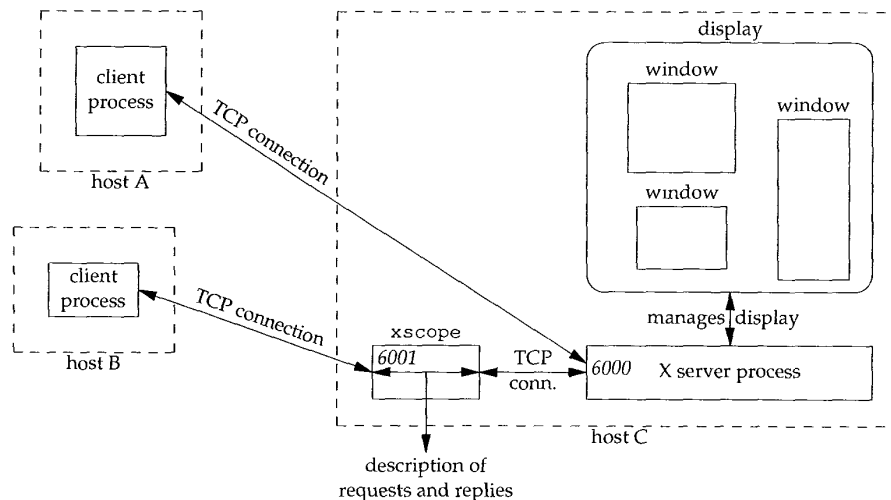 display
client
process
window
window
TCP connection
host A
window
client
process
TCP connection
manages display
xscope
host B
6001
TCP
conn.
6000
X server process
host C
description of
requests and replies